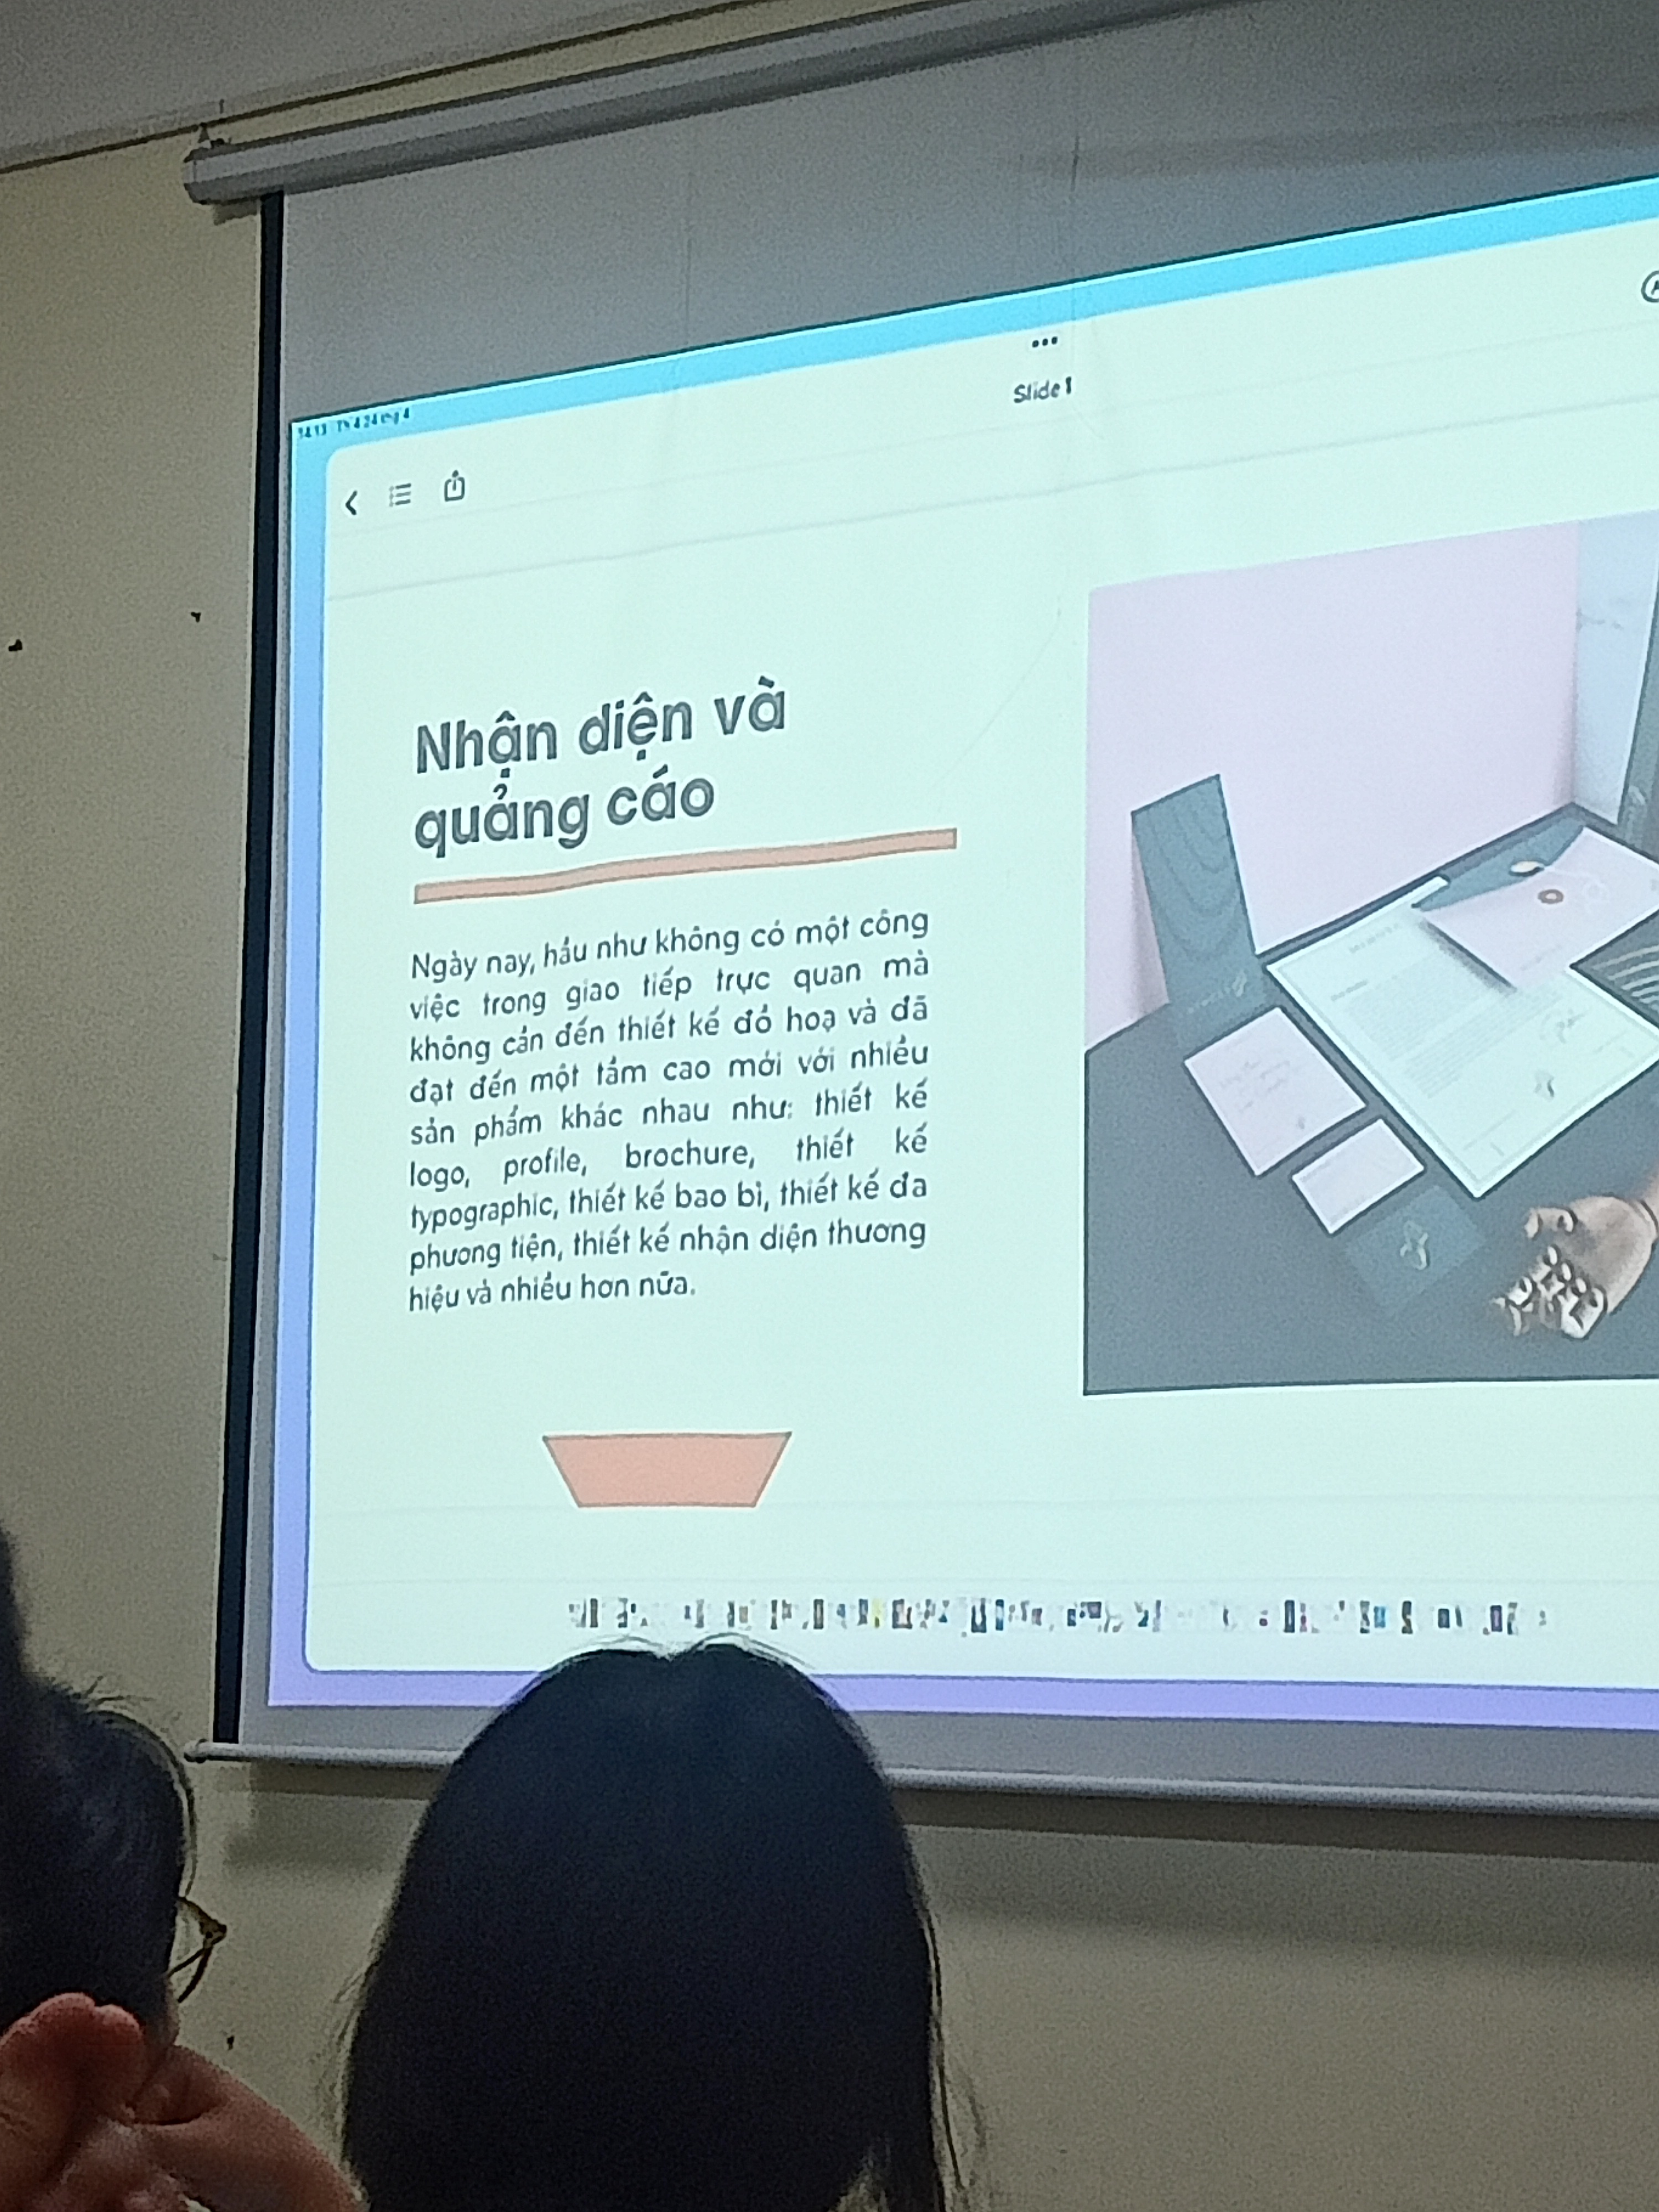 Slide 1
Nhận diện và
quảng cáo
Ngày nay, hầu như không có một công
việc trong giao tiếp trực quan mà
không cần đến thiết kế đồ hoạ và đã
đạt đến một tầm cao mới với nhiều
sản phẩm khác nhau như: thiết kế
logo, profile, brochure, thiết kế
typographic, thiết kế bao bì, thiết kế đa
phương tiện, thiết kế nhận diện thương
hiệu và nhiều hơn nữa.